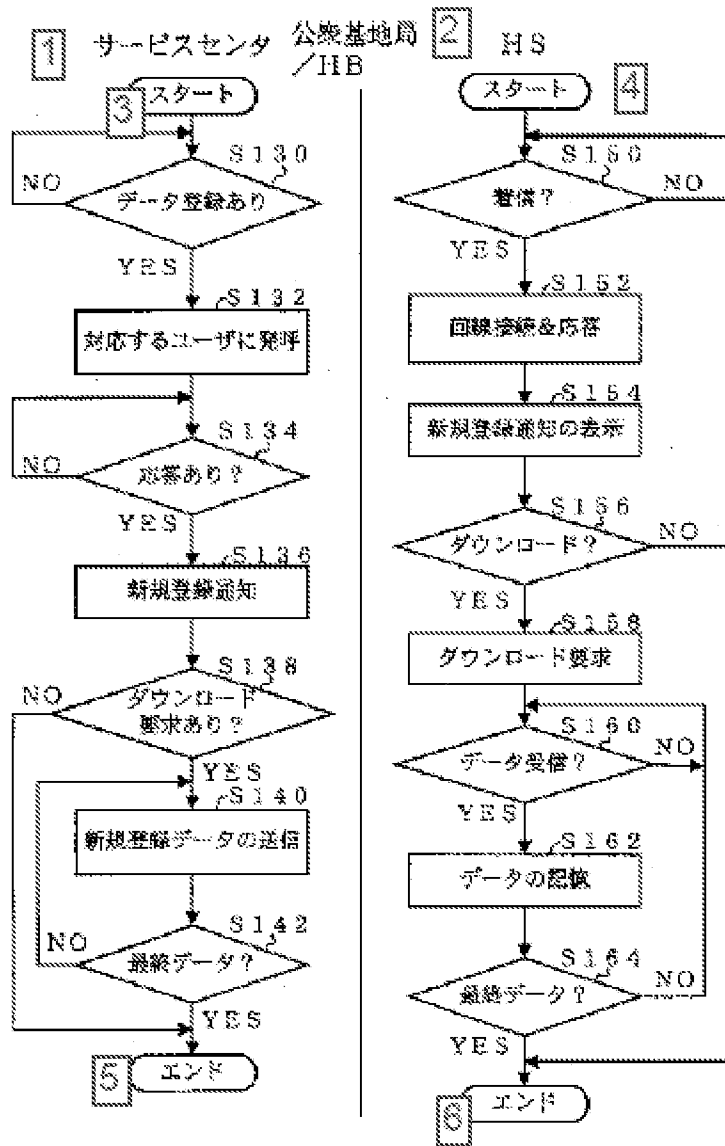 1 サービスセンタ 公衆基地局/HB
2 HS
3 スタート
S130
データ登録あり
NO
YES
S132
対応するユーザに発呼
S134
応答あり?
NO
YES
S136
新規登録通知
S138
ダウンロード
要求あり?
NO
YES
S140
新規登録データの送信
S142
最終データ?
NO
YES
5 エンド
スタート 4
S150
着信?
NO
YES
S152
回線接続&応答
S154
新規登録通知の表示
S156
ダウンロード?
NO
YES
S158
ダウンロード要求
S160
データ受信?
NO
YES
S162
データの記憶
S164
最終データ?
NO
YES
6 エンド